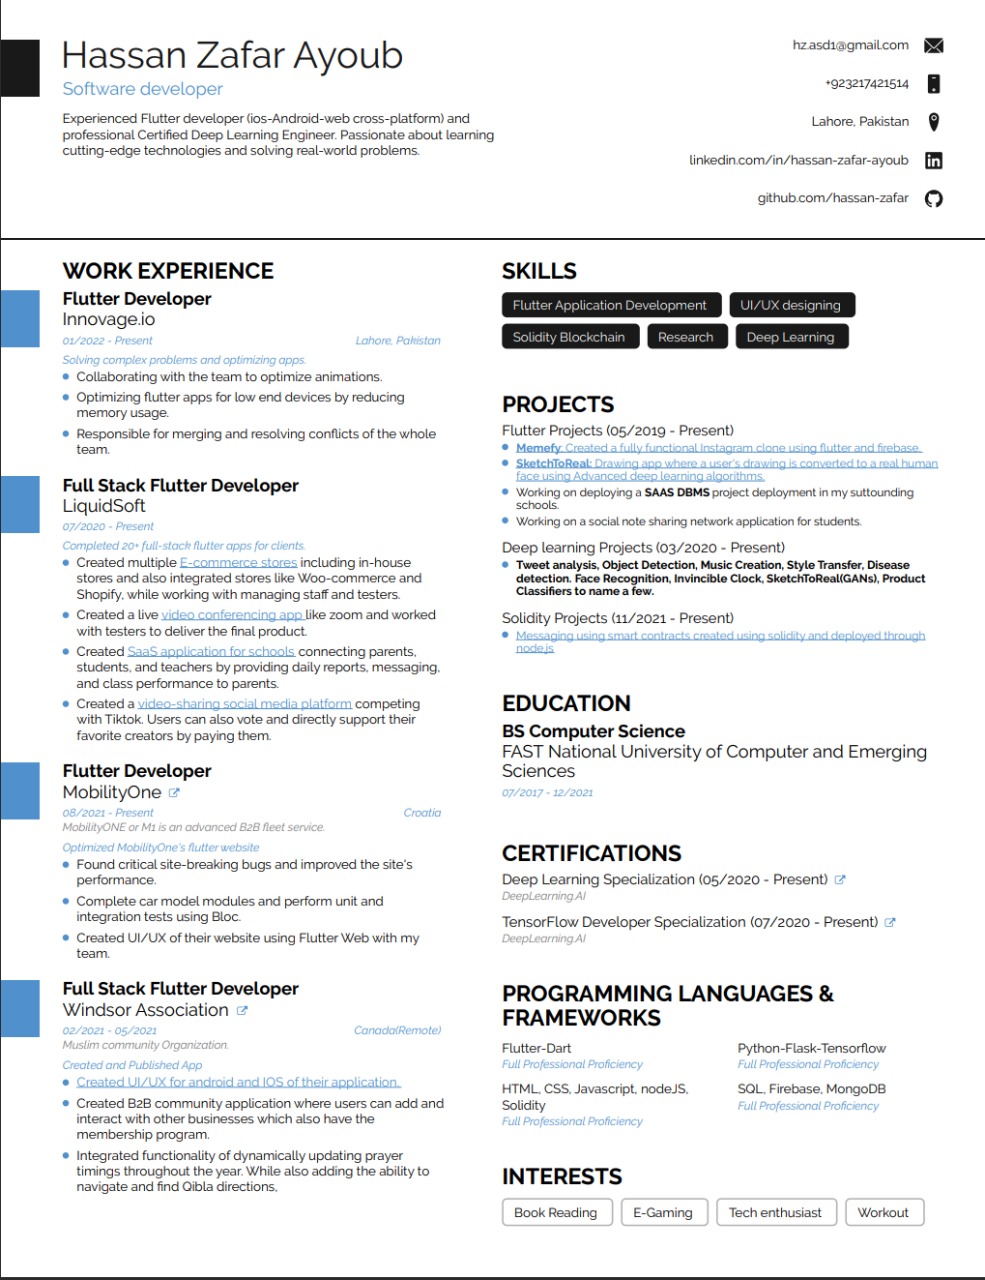 Hassan Zafar Ayoub
Software developer
Experienced Flutter developer (ios-Android-web cross-platform) and
professional Certified Deep Learning Engineer. Passionate about learning
cutting-edge technologies and solving real-world problems.
hz.asd1@gmail.com
+923217421514
Lahore, Pakistan
linkedin.com/in/hassan-zafar-ayoub
github.com/hassan-zafar
WORK EXPERIENCE
Flutter Developer
Innovage.io
01/2022 - Present
Lahore, Pakistan
Solving complex problems and optimizing apps.
Collaborating with the team to optimize animations.
Optimizing flutter apps for low end devices by reducing
memory usage.
Responsible for merging and resolving conflicts of the whole
team.
Full Stack Flutter Developer
LiquidSoft
07/2020 - Present
Completed 20+ full-stack flutter apps for clients.
Created multiple E-commerce stores including in-house
stores and also integrated stores like Woo-commerce and
Shopify, while working with managing staff and testers.
Created a live video conferencing app like zoom and worked
with testers to deliver the final product.
Created SaaS application for schools connecting parents,
students, and teachers by providing daily reports, messaging,
and class performance to parents.
Created a video-sharing social media platform competing
with Tiktok. Users can also vote and directly support their
favorite creators by paying them.
Flutter Developer
MobilityOne
08/2021 - Present
Croatia
MobilityONE or M1 is an advanced B2B fleet service.
Optimized MobilityOne's flutter website
Found critical site-breaking bugs and improved the site's
performance.
Complete car model modules and perform unit and
integration tests using Bloc.
Created UI/UX of their website using Flutter Web with my
team.
Full Stack Flutter Developer
Windsor Association
02/2021 - 05/2021
Canada(Remote)
Muslim community Organization.
Created and Published App
Created UI/UX for android and IOS of their application.
Created B2B community application where users can add and
interact with other businesses which also have the
membership program.
Integrated functionality of dynamically updating prayer
timings throughout the year. While also adding the ability to
navigate and find Qibla directions,
SKILLS
Flutter Application Development
UI/UX designing
Solidity Blockchain
Research
Deep Learning
PROJECTS
Flutter Projects (05/2019 - Present)
Memefy: Created a fully functional Instagram clone using flutter and firebase.
SketchToReal: Drawing app where a user's drawing is converted to a real human
face using Advanced deep learning algorithms.
Working on deploying a SAAS DBMS project deployment in my suttounding
schools.
Working on a social note sharing network application for students.
Deep learning Projects (03/2020 - Present)
Tweet analysis, Object Detection, Music Creation, Style Transfer, Disease
detection. Face Recognition, Invincible Clock, SketchToReal(GANs), Product
Classifiers to name a few.
Solidity Projects (11/2021 - Present)
Messaging using smart contracts created using solidity and deployed through
node.js
EDUCATION
BS Computer Science
FAST National University of Computer and Emerging
Sciences
07/2017 - 12/2021
CERTIFICATIONS
Deep Learning Specialization (05/2020 - Present)
DeepLearning.AI
TensorFlow Developer Specialization (07/2020 - Present)
DeepLearning.AI
PROGRAMMING LANGUAGES &
FRAMEWORKS
Flutter-Dart
Full Professional Proficiency
Python-Flask-Tensorflow
Full Professional Proficiency
HTML, CSS, Javascript, nodeJS,
Solidity
Full Professional Proficiency
SQL, Firebase, MongoDB
Full Professional Proficiency
INTERESTS
Book Reading
E-Gaming
Tech enthusiast
Workout